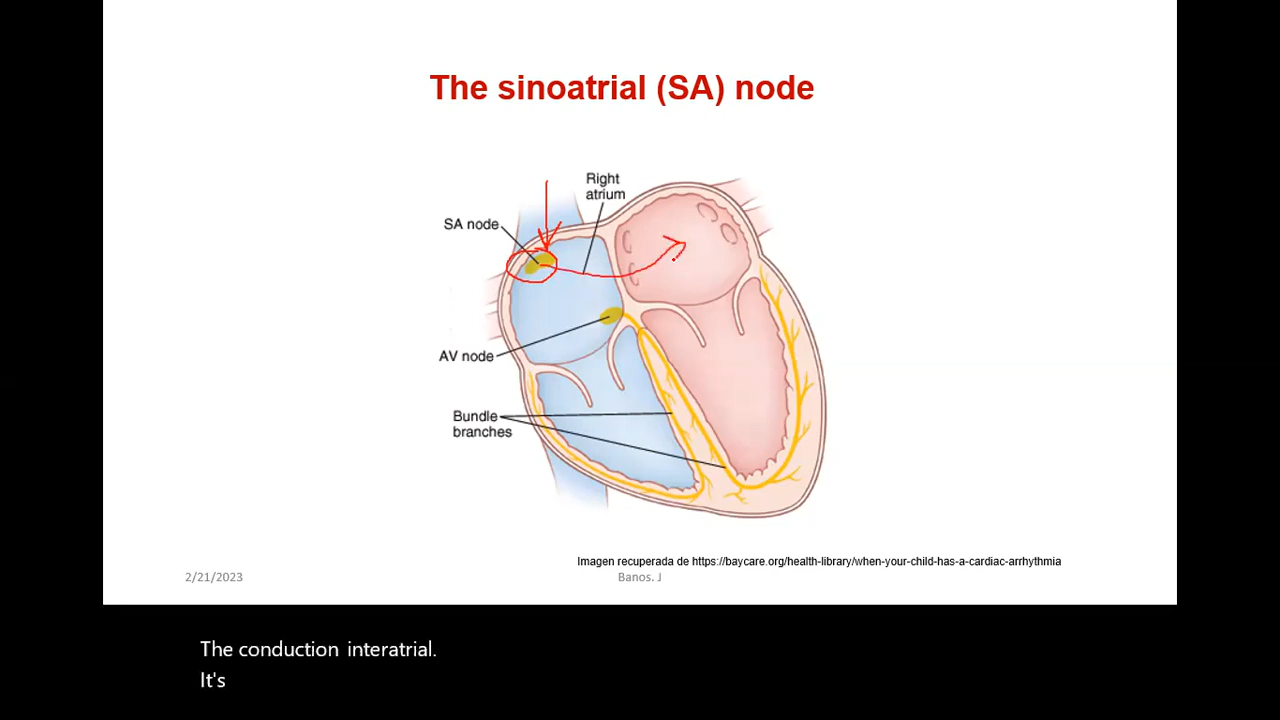 The sinoatrial (SA) node
Right
atrium
SA node
AV node
Bundle
branches
Imagen recuperada de https://baycare.org/health-library/when-your-child-has-a-cardiac-arrhythmia
2/21/2023
Banos. J
The conduction interatrial.
It's